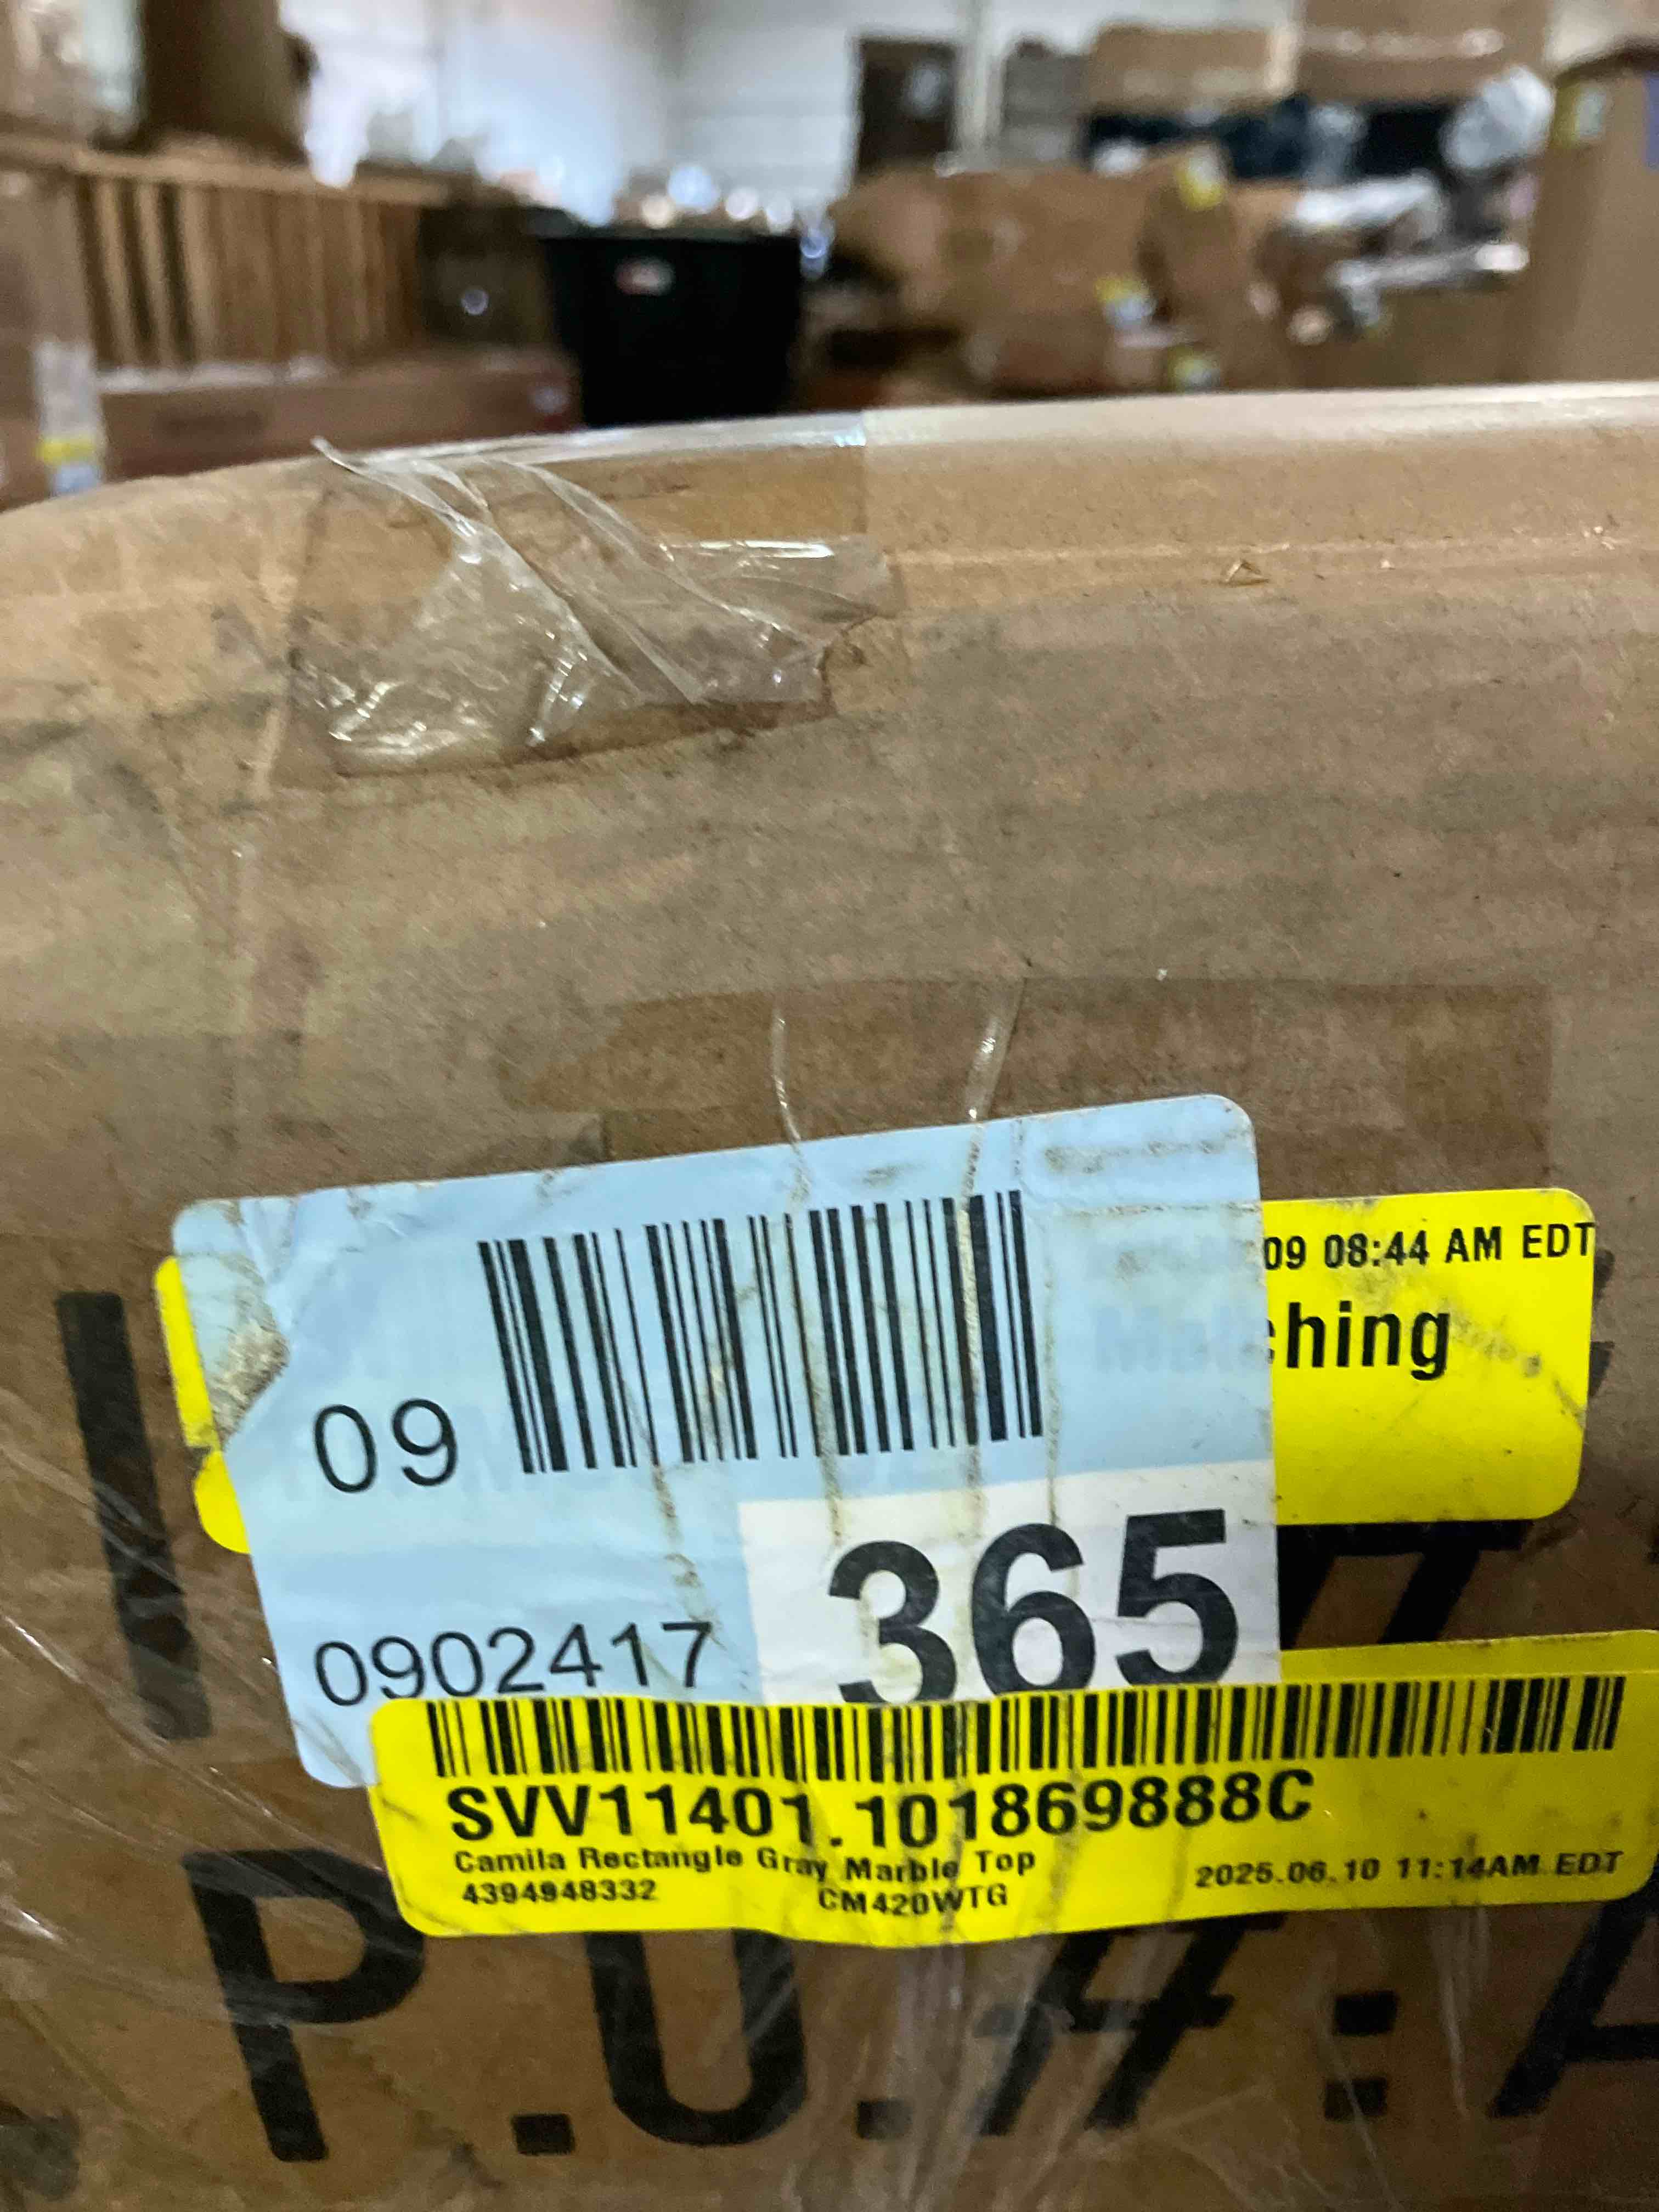 09 08:44 AM EDT
hing
09
365
0902417
SVV11401.101869888C
Camila Rectangle Gray Marble Top
4394948332 CM420WTG 2025.06.10 11:14AM EDT
P.O.#: